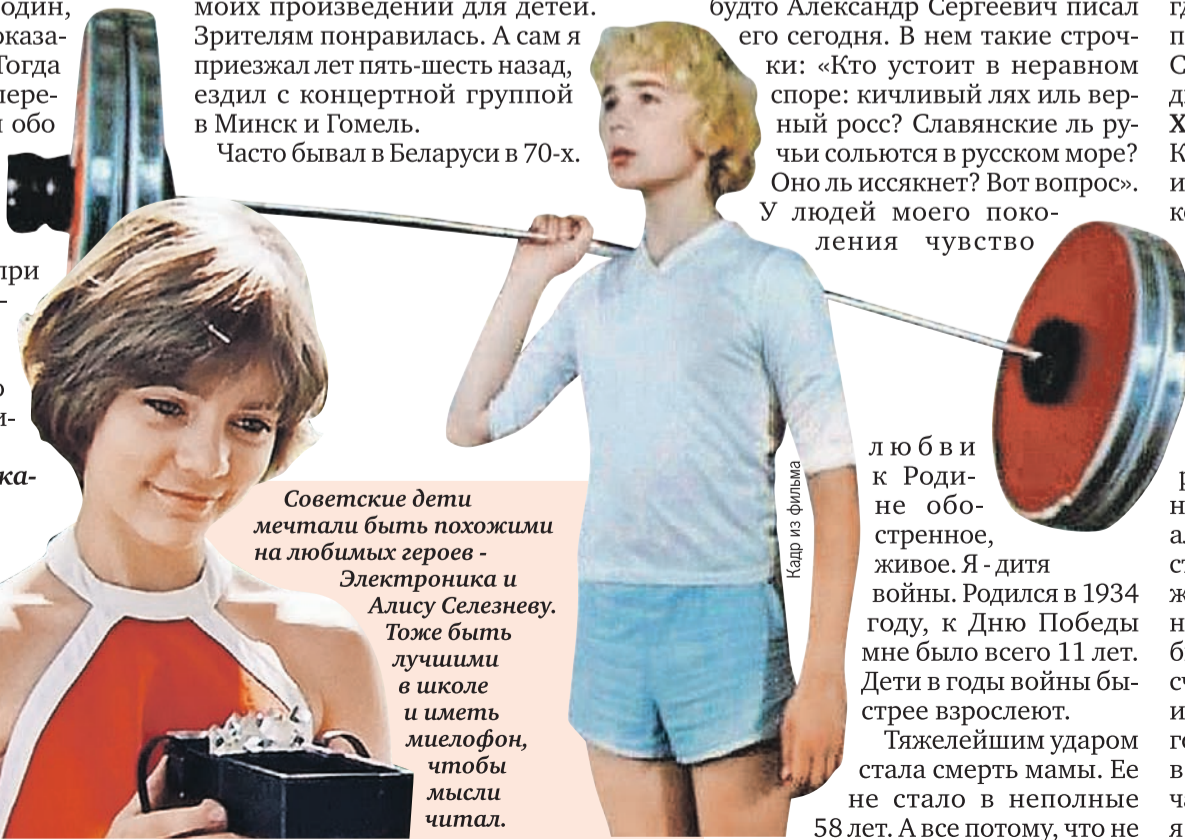 один,
оказа-
Тогда
пере-
обо
при
ка-
моих произведений для детей.
Зрителям понравилась. А сам я
приезжал лет пять-шесть назад,
ездил с концертной группой
в Минск и Гомель.
Часто бывал в Беларуси в 70-х.
Советские дети
мечтали быть похожими
на любимых героев -
Электроника и
Алису Селезневу.
Тоже быть
лучшими
в школе
и иметь
миелофон,
чтобы
мысли
читал.
Кадр из фильма
будто Александр Сергеевич писал
его сегодня. В нем такие строч-
ки: «Кто устоит в неравном
споре: кичливый лях иль вер-
ный росс? Славянские ль ру-
чьи сольются в русском море?
Оно ль иссякнет? Вот вопрос».
У людей моего поко-
ления чувство
любви
к Роди-
не обо-
стренное,
живое. Я - дитя
войны. Родился в 1934
году, к Дню Победы
мне было всего 11 лет.
Дети в годы войны бы-
стрее взрослеют.
Тяжелейшим ударом
стала смерть мамы. Ее
не стало в неполные
58 лет. А все потому, что не